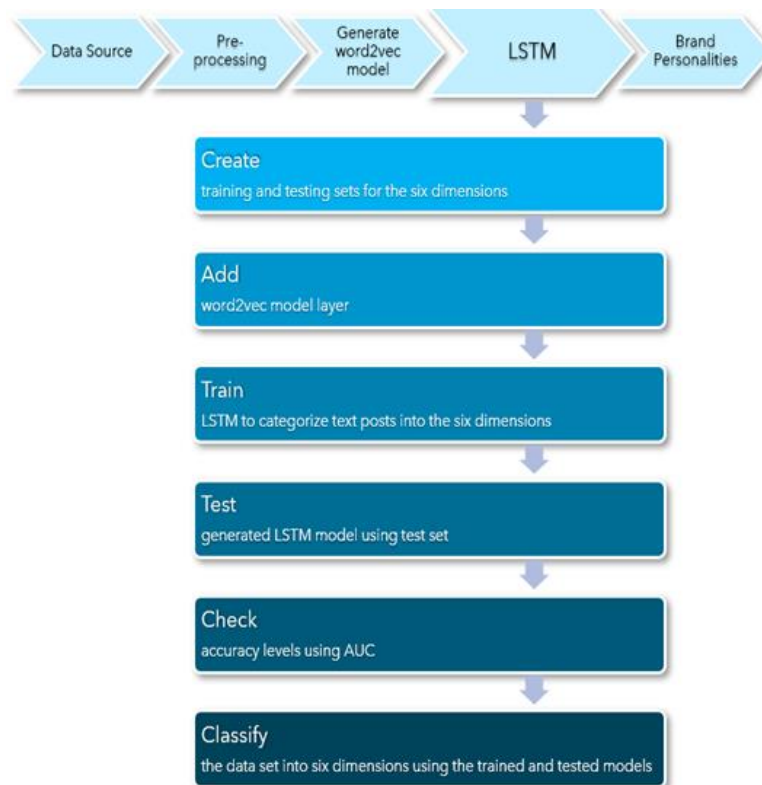 Data Source
Pre-
processing
Generate
word2vec
model
LSTM
Brand
Personalities
Create
training and testing sets for the six dimensions
Add
word2vec model layer
Train
LSTM to categorize text posts into the six dimensions
Test
generated LSTM model using test set
Check
accuracy levels using AUC
Classify
the data set into six dimensions using the trained and tested models